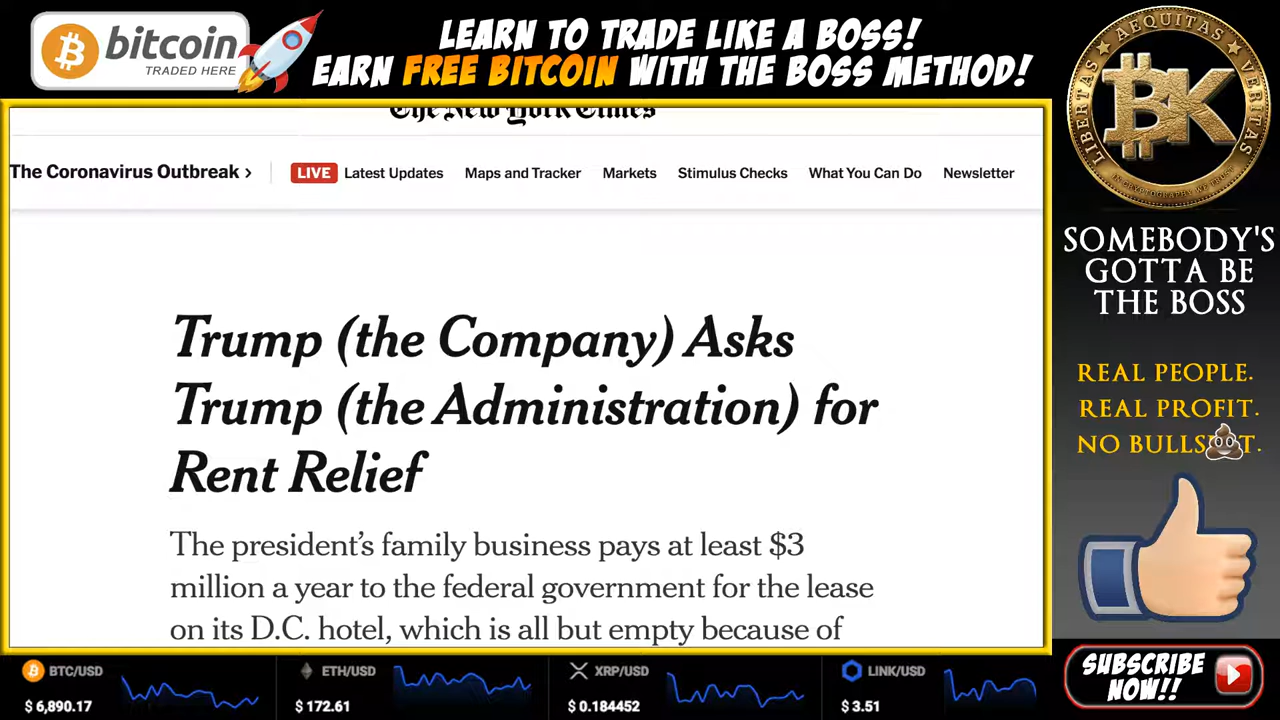 bitcoin
TRADED HERE
LEARN TO TRADE LIKE A BOSS!
EARN FREE BITCOIN WITH THE BOSS METHOD!
The New York Times
The Coronavirus Outbreak >
LIVE Latest Updates Maps and Tracker Markets Stimulus Checks What You Can Do Newsletter
Trump (the Company) Asks
Trump (the Administration) for
Rent Relief
The president's family business pays at least $3
million a year to the federal government for the lease
on its D.C. hotel, which is all but empty because of
AEQUITAS
LIBERTAS
VERITAS
BK
IN CRYPTOGRAPHY WE TRUST
SOMEBODY'S
GOTTA BE
THE BOSS
REAL PEOPLE.
REAL PROFIT.
NO BULLS💩T.
BTC/USD
$ 6,890.17
ETH/USD
$ 172.61
XRP/USD
$ 0.184452
LINK/USD
$ 3.51
SUBSCRIBE
NOW!!